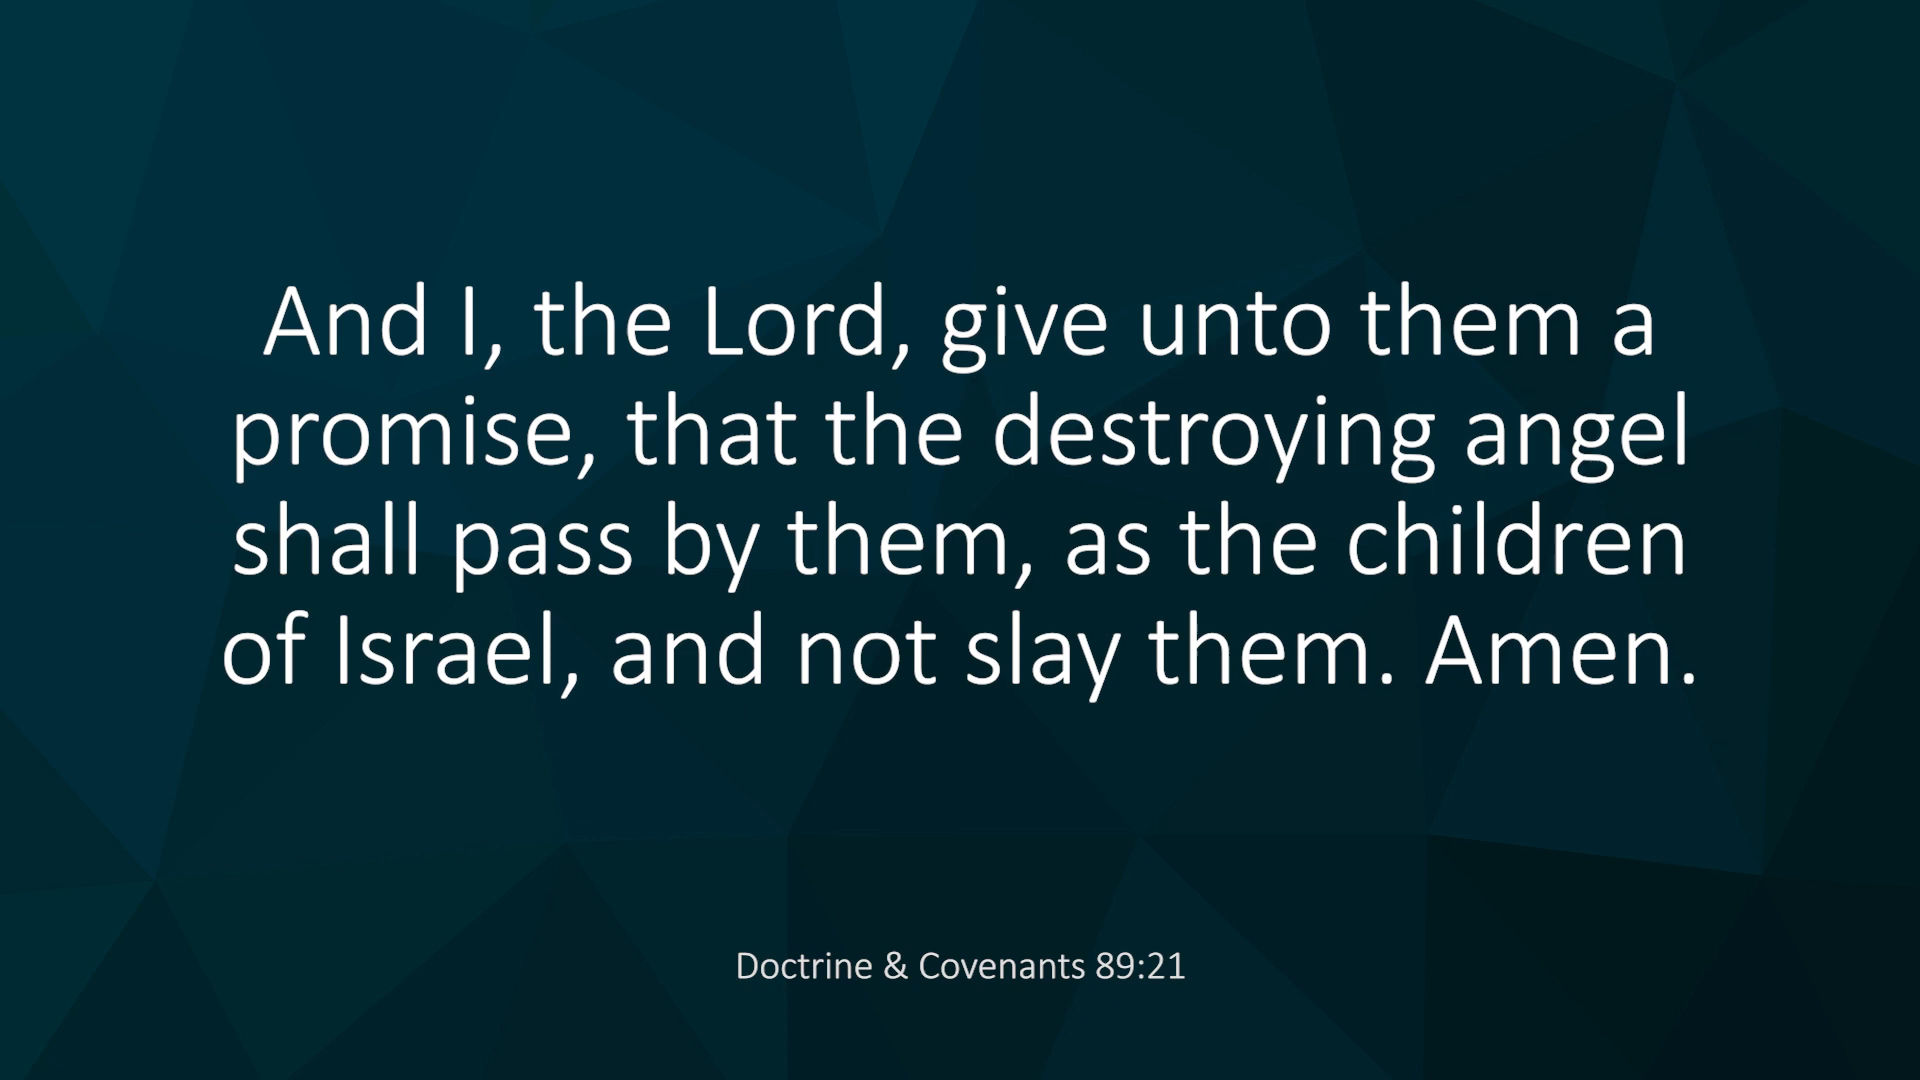 And I, the Lord, give unto them a
promise, that the destroying angel
shall pass by them, as the children
of Israel, and not slay them. Amen.
Doctrine & Covenants 89:21